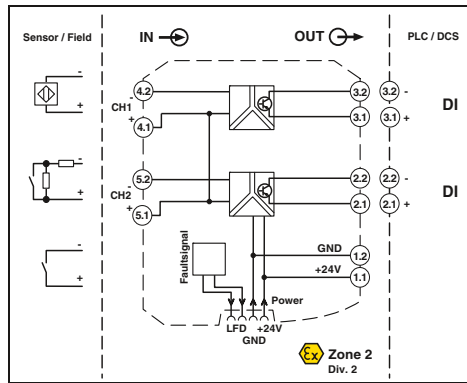 Sensor / Field
IN
OUT
PLC / DCS
-
+
4.2
-
CH1
+
4.1
3.2
3.1
3.2 -
3.1 +
DI
-
+
5.2
-
CH2
+
5.1
2.2
2.1
2.2 -
2.1 +
DI
-
+
Faultsignal
GND
1.2
+24V
1.1
Power
LFD
+24V
GND
Ex
Zone 2
Div. 2